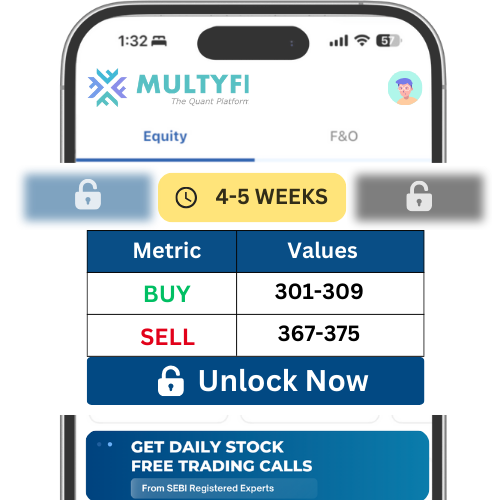 1:32
57
MULTYFI
The Quant Platform
Equity F&O
4-5 WEEKS
Metric Values
BUY 301-309
SELL 367-375
Unlock Now
GET DAILY STOCK
FREE TRADING CALLS
From SEBI Registered Experts